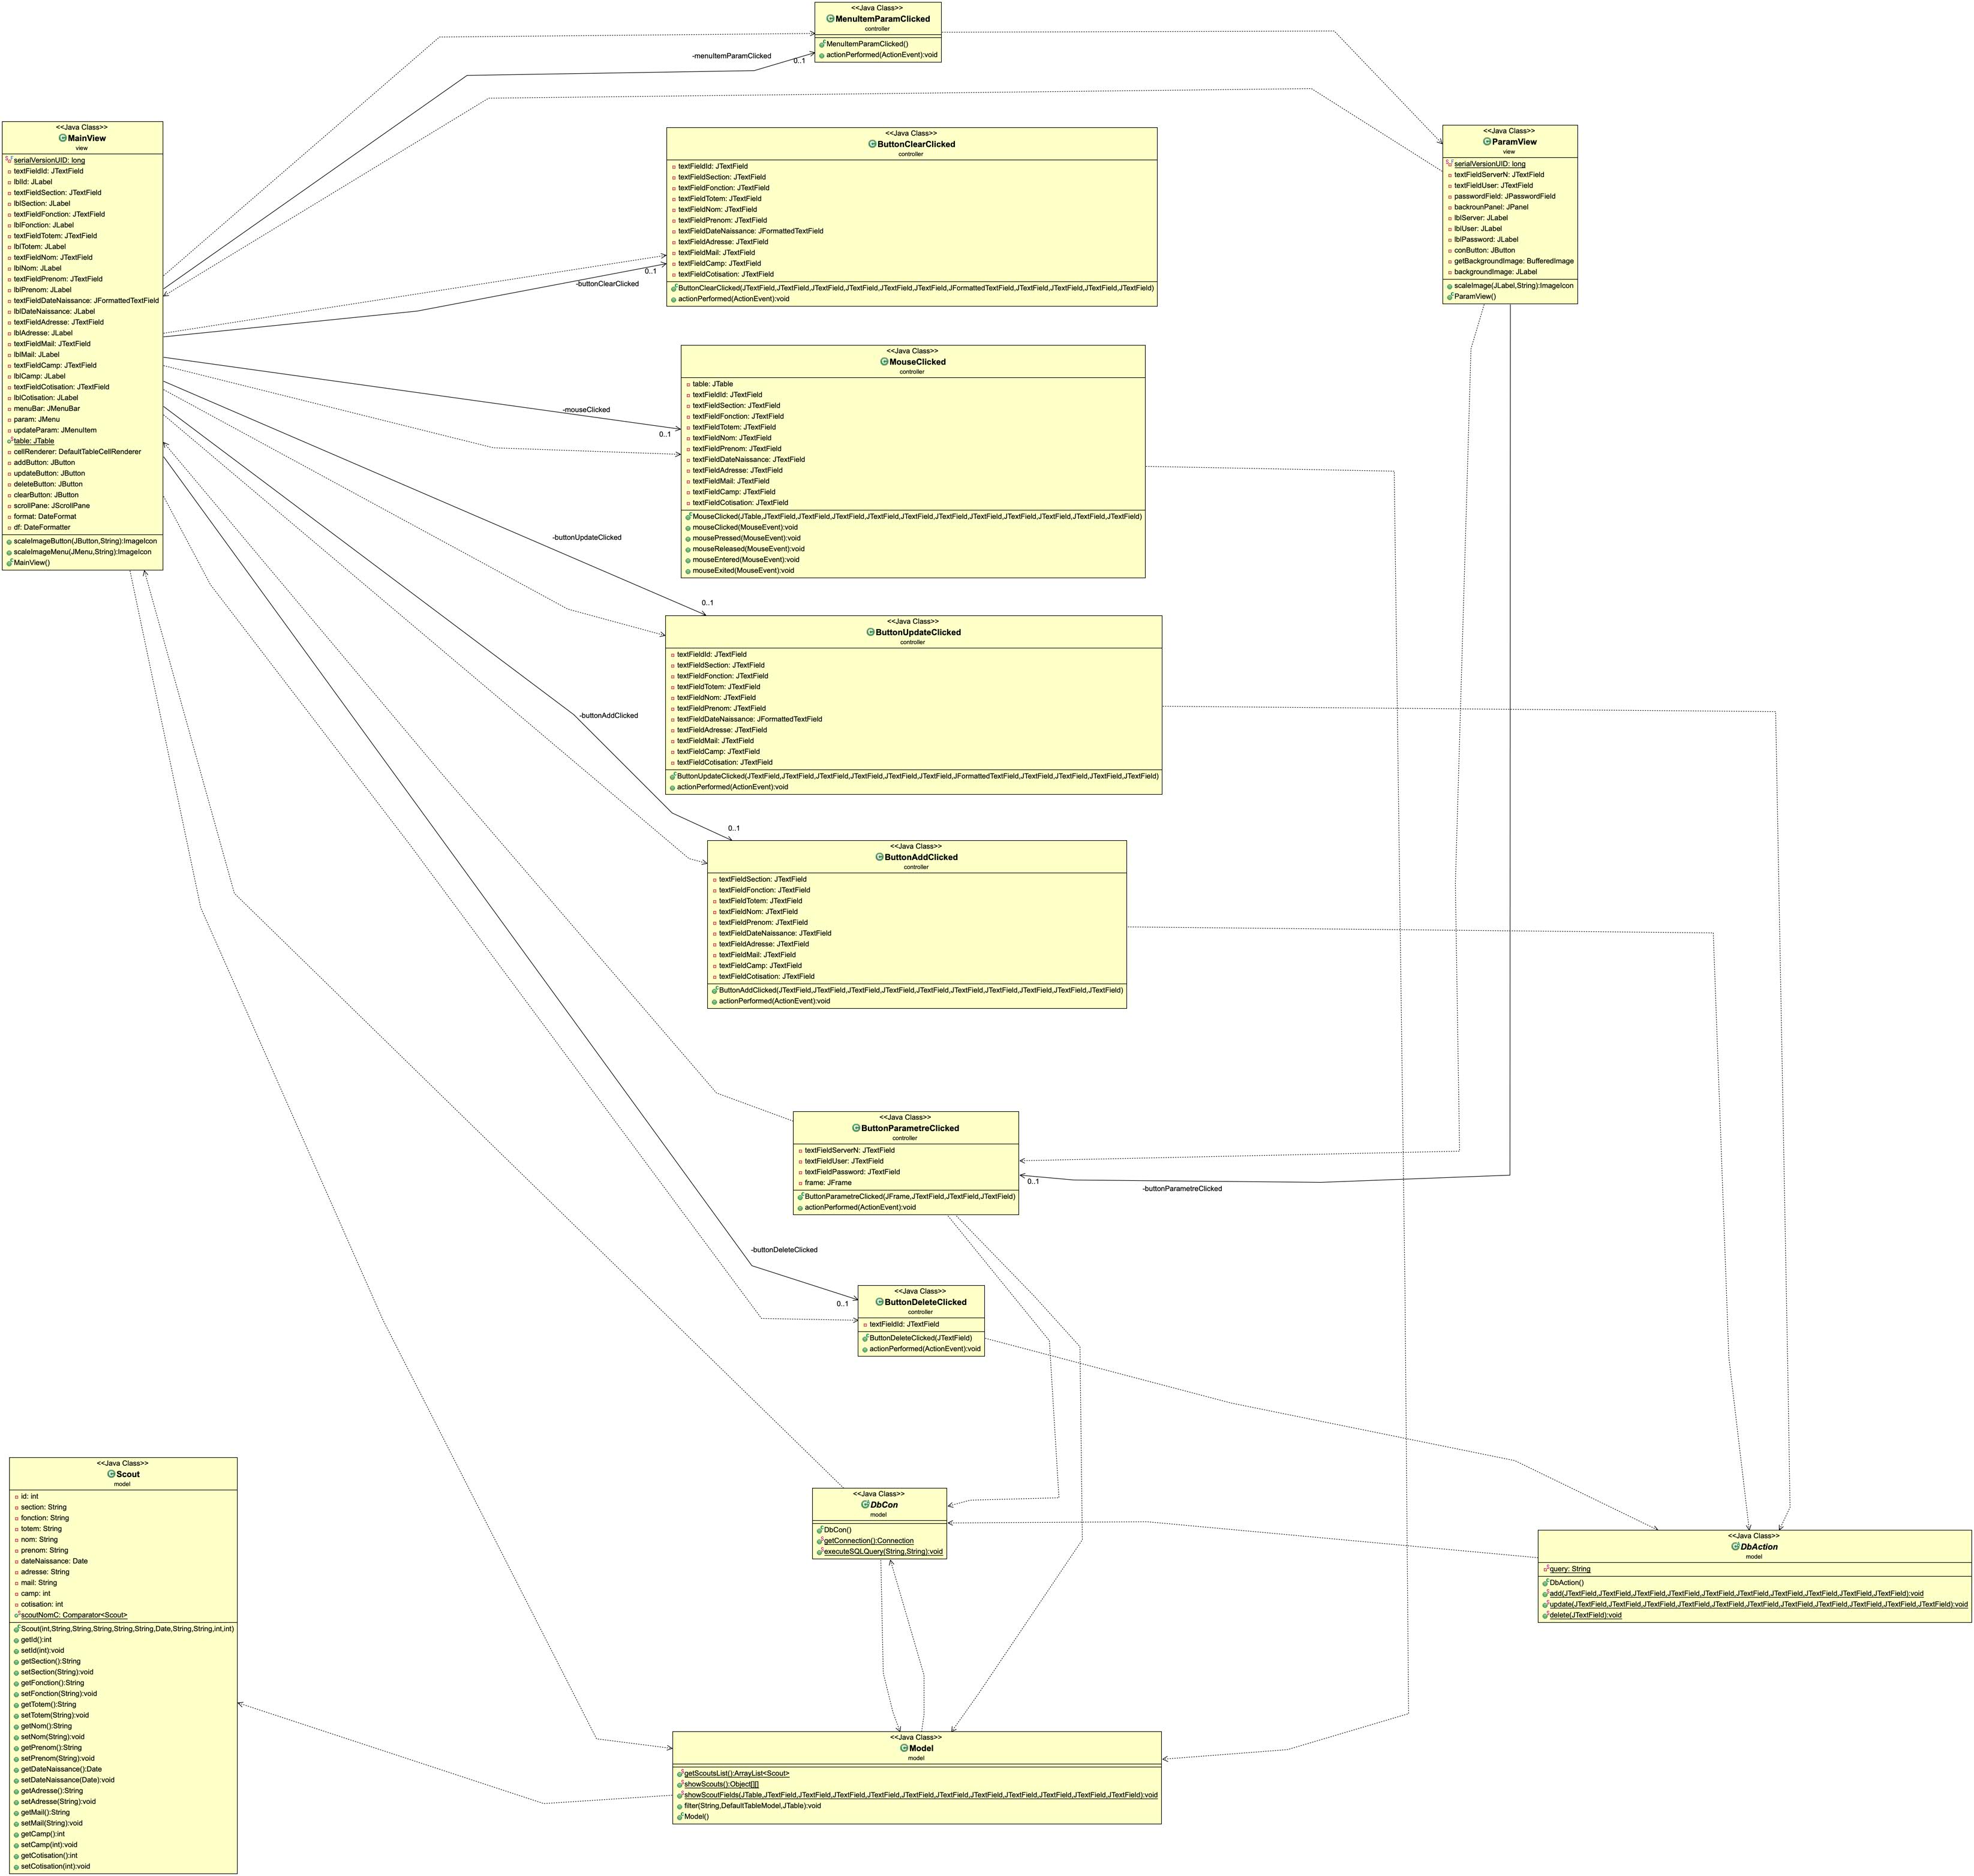 <<Java Class>>
MenuItemParamClicked
controller
MenuItemParamClicked()
actionPerformed(ActionEvent):void
-menuItemParamClicked
0..1
<<Java Class>>
MainView
view
serialVersionUID: long
textFieldId: JTextField
lblId: JLabel
textFieldSection: JTextField
lblSection: JLabel
textFieldFonction: JTextField
lblFonction: JLabel
textFieldTotem: JTextField
lblTotem: JLabel
textFieldNom: JTextField
lblNom: JLabel
textFieldPrenom: JTextField
lblPrenom: JLabel
textFieldDateNaissance: JFormattedTextField
lblDateNaissance: JLabel
textFieldAdresse: JTextField
lblAdresse: JLabel
textFieldMail: JTextField
lblMail: JLabel
textFieldCamp: JTextField
lblCamp: JLabel
textFieldCotisation: JTextField
lblCotisation: JLabel
menuBar: JMenuBar
param: JMenu
updateParam: JMenuItem
table: JTable
cellRenderer: DefaultTableCellRenderer
addButton: JButton
updateButton: JButton
deleteButton: JButton
clearButton: JButton
scrollPane: JScrollPane
format: DateFormat
df: DateFormatter
scaleImageButton(JButton,String):ImageIcon
scaleImageMenu(JMenu,String):ImageIcon
MainView()
<<Java Class>>
ButtonClearClicked
controller
textFieldId: JTextField
textFieldSection: JTextField
textFieldFonction: JTextField
textFieldTotem: JTextField
textFieldNom: JTextField
textFieldPrenom: JTextField
textFieldDateNaissance: JFormattedTextField
textFieldAdresse: JTextField
textFieldMail: JTextField
textFieldCamp: JTextField
textFieldCotisation: JTextField
ButtonClearClicked(JTextField,JTextField,JTextField,JTextField,JTextField,JTextField,JFormattedTextField,JTextField,JTextField,JTextField,JTextField)
actionPerformed(ActionEvent):void
0..1
-buttonClearClicked
<<Java Class>>
ParamView
view
serialVersionUID: long
textFieldServerN: JTextField
textFieldUser: JTextField
passwordField: JPasswordField
backrounPanel: JPanel
lblServer: JLabel
lblUser: JLabel
lblPassword: JLabel
conButton: JButton
getBackgroundImage: BufferedImage
backgroundImage: JLabel
scaleImage(JLabel,String):ImageIcon
ParamView()
<<Java Class>>
MouseClicked
controller
table: JTable
textFieldId: JTextField
textFieldSection: JTextField
textFieldFonction: JTextField
textFieldTotem: JTextField
textFieldNom: JTextField
textFieldPrenom: JTextField
textFieldDateNaissance: JTextField
textFieldAdresse: JTextField
textFieldMail: JTextField
textFieldCamp: JTextField
textFieldCotisation: JTextField
MouseClicked(JTable,JTextField,JTextField,JTextField,JTextField,JTextField,JTextField,JTextField,JTextField,JTextField,JTextField,JTextField)
mouseClicked(MouseEvent):void
mousePressed(MouseEvent):void
mouseReleased(MouseEvent):void
mouseEntered(MouseEvent):void
mouseExited(MouseEvent):void
-mouseClicked
0..1
-buttonUpdateClicked
0..1
<<Java Class>>
ButtonUpdateClicked
controller
textFieldId: JTextField
textFieldSection: JTextField
textFieldFonction: JTextField
textFieldTotem: JTextField
textFieldNom: JTextField
textFieldPrenom: JTextField
textFieldDateNaissance: JFormattedTextField
textFieldAdresse: JTextField
textFieldMail: JTextField
textFieldCamp: JTextField
textFieldCotisation: JTextField
ButtonUpdateClicked(JTextField,JTextField,JTextField,JTextField,JTextField,JTextField,JFormattedTextField,JTextField,JTextField,JTextField,JTextField)
actionPerformed(ActionEvent):void
-buttonAddClicked
0..1
<<Java Class>>
ButtonAddClicked
controller
textFieldSection: JTextField
textFieldFonction: JTextField
textFieldTotem: JTextField
textFieldNom: JTextField
textFieldPrenom: JTextField
textFieldDateNaissance: JTextField
textFieldAdresse: JTextField
textFieldMail: JTextField
textFieldCamp: JTextField
textFieldCotisation: JTextField
ButtonAddClicked(JTextField,JTextField,JTextField,JTextField,JTextField,JTextField,JTextField,JTextField,JTextField,JTextField)
actionPerformed(ActionEvent):void
<<Java Class>>
ButtonParametreClicked
controller
textFieldServerN: JTextField
textFieldUser: JTextField
textFieldPassword: JTextField
frame: JFrame
ButtonParametreClicked(JFrame,JTextField,JTextField,JTextField)
actionPerformed(ActionEvent):void
0..1
-buttonParametreClicked
-buttonDeleteClicked
0..1
<<Java Class>>
ButtonDeleteClicked
controller
textFieldId: JTextField
ButtonDeleteClicked(JTextField)
actionPerformed(ActionEvent):void
<<Java Class>>
Scout
model
id: int
section: String
fonction: String
totem: String
nom: String
prenom: String
dateNaissance: Date
adresse: String
mail: String
camp: int
cotisation: int
scoutNomC: Comparator<Scout>
Scout(int,String,String,String,String,String,Date,String,String,int,int)
getId():int
setId(int):void
getSection():String
setSection(String):void
getFonction():String
setFonction(String):void
getTotem():String
setTotem(String):void
getNom():String
setNom(String):void
getPrenom():String
setPrenom(String):void
getDateNaissance():Date
setDateNaissance(Date):void
getAdresse():String
setAdresse(String):void
getMail():String
setMail(String):void
getCamp():int
setCamp(int):void
getCotisation():int
setCotisation(int):void
<<Java Class>>
DbCon
model
DbCon()
getConnection():Connection
executeSQLQuery(String,String):void
<<Java Class>>
DbAction
model
query: String
DbAction()
add(JTextField,JTextField,JTextField,JTextField,JTextField,JTextField,JTextField,JTextField,JTextField,JTextField):void
update(JTextField,JTextField,JTextField,JTextField,JTextField,JTextField,JTextField,JTextField,JTextField,JTextField,JTextField):void
delete(JTextField):void
<<Java Class>>
Model
model
getScoutsList():ArrayList<Scout>
showScouts():Object[][]
showScoutFields(JTable,JTextField,JTextField,JTextField,JTextField,JTextField,JTextField,JTextField,JTextField,JTextField,JTextField,JTextField):void
filter(String,DefaultTableModel,JTable):void
Model()